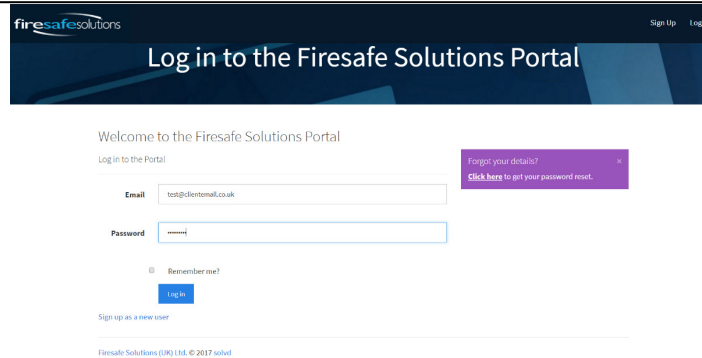 firesafesolutions
Sign Up Log
Log in to the Firesafe Solutions Portal
Welcome to the Firesafe Solutions Portal
Log in to the Portal
Forgot your details? ×
Click here to get your password reset.
Email test@clientemail.co.uk
Password ••••••••
Remember me?
Log in
Sign up as a new user
Firesafe Solutions (UK) Ltd. © 2017 solvd